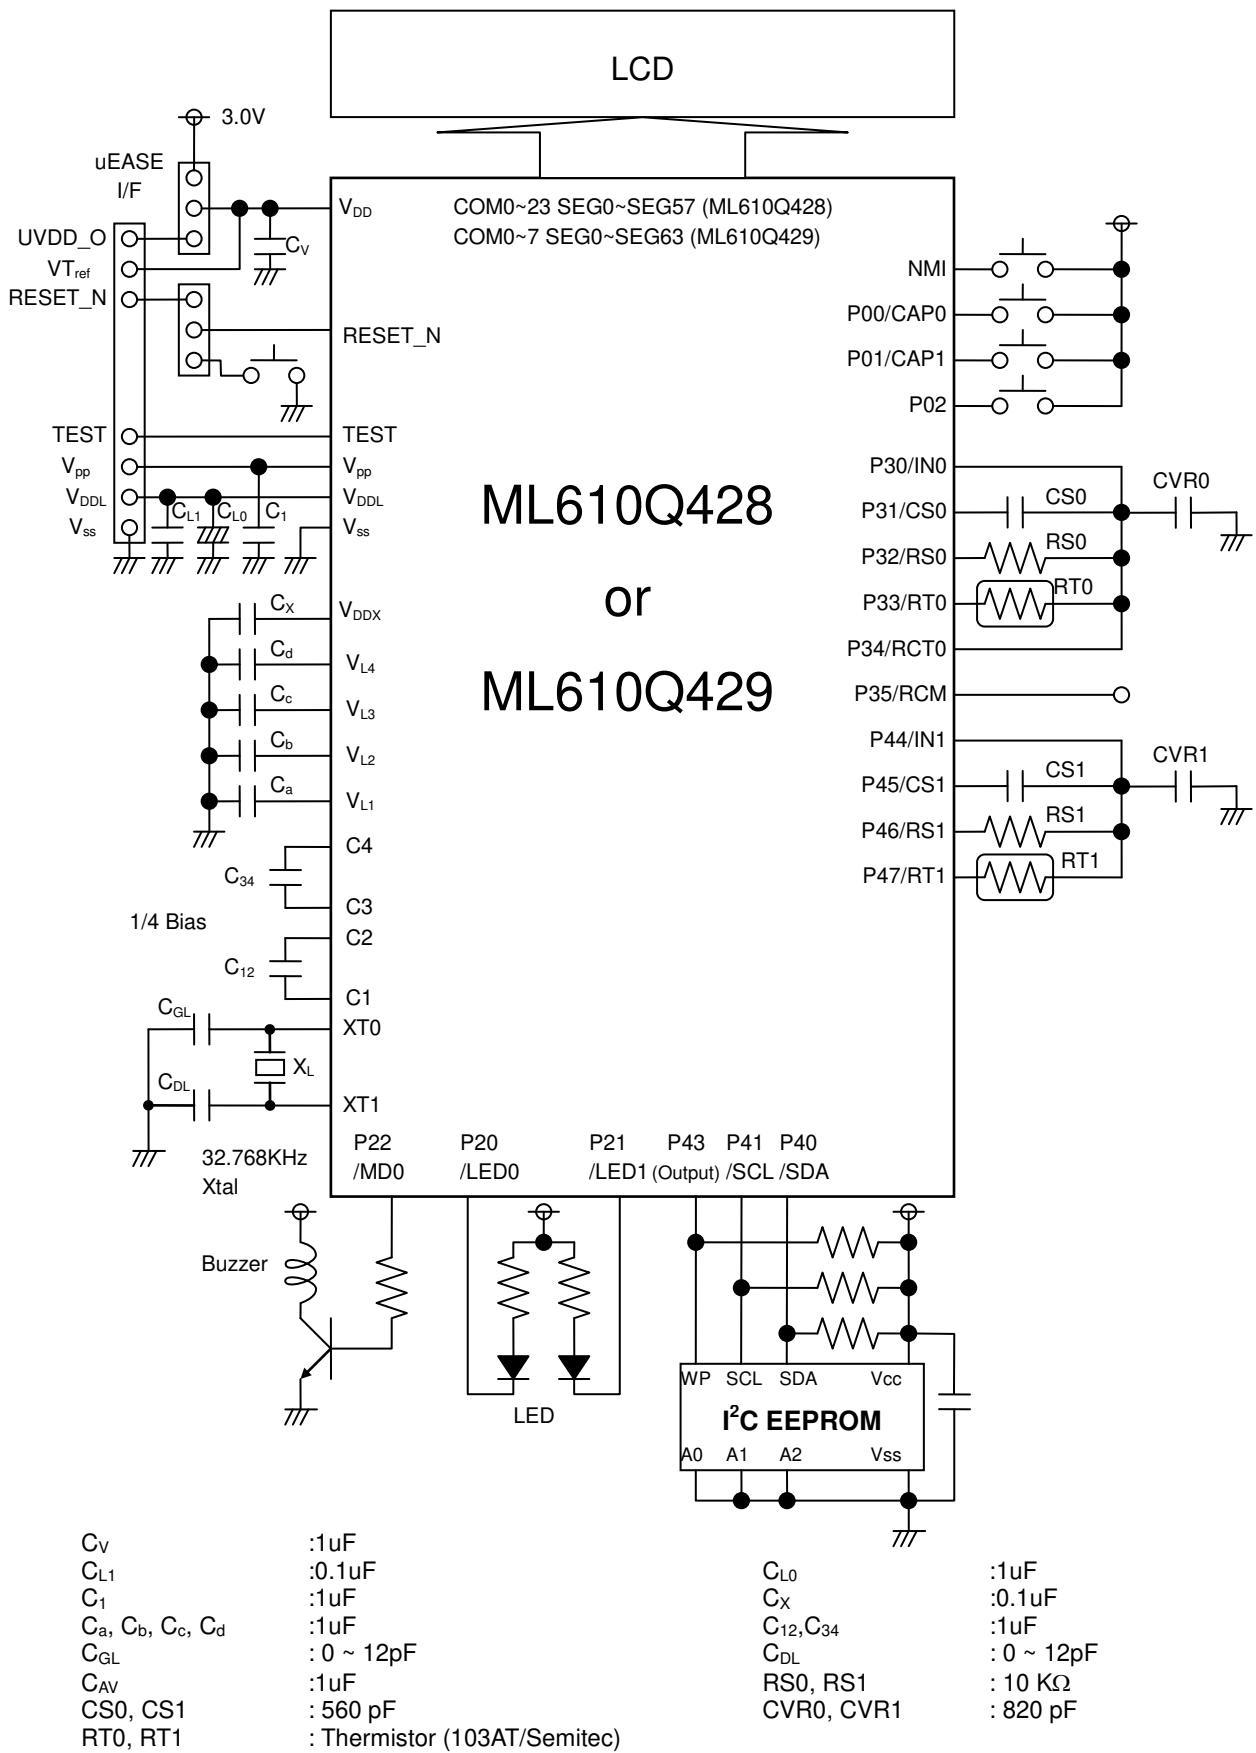 LCD
3.0V
uEASE
I/F
UVDD_O
VTref
RESET_N
TEST
Vpp
VDDL
Vss
CV
CL1
CL0
C1
VDD
COM0~23 SEG0~SEG57 (ML610Q428)
COM0~7 SEG0~SEG63 (ML610Q429)
RESET_N
TEST
Vpp
VDDL
Vss
ML610Q428
or
ML610Q429
NMI
P00/CAP0
P01/CAP1
P02
P30/IN0
P31/CS0
CS0
CVR0
P32/RS0
RS0
P33/RT0
RT0
P34/RCT0
P35/RCM
P44/IN1
P45/CS1
CS1
CVR1
P46/RS1
RS1
P47/RT1
RT1
CX
VDDX
Cd
VL4
Cc
VL3
Cb
VL2
Ca
VL1
C4
C34
C3
1/4 Bias
C2
C12
C1
CGL
XT0
XL
CDL
XT1
32.768KHz
Xtal
P22
/MD0
P20
/LED0
P21
/LED1
P43
(Output)
P41
/SCL
P40
/SDA
Buzzer
LED
WP SCL SDA Vcc
I²C EEPROM
A0 A1 A2 Vss
CV :1uF
CL1 :0.1uF
C1 :1uF
Ca, Cb, Cc, Cd :1uF
CGL : 0 ~ 12pF
CAV :1uF
CS0, CS1 : 560 pF
RT0, RT1 : Thermistor (103AT/Semitec)
CL0 :1uF
CX :0.1uF
C12,C34 :1uF
CDL : 0 ~ 12pF
RS0, RS1 : 10 KΩ
CVR0, CVR1 : 820 pF